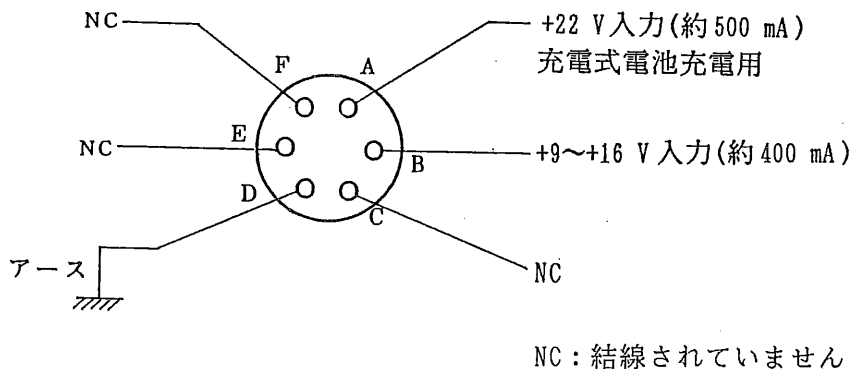 NC
+22 V入力(約500 mA)
充電式電池充電用
F
A
E
NC
B
+9～+16 V入力(約400 mA)
D
C
アース
NC
NC：結線されていません